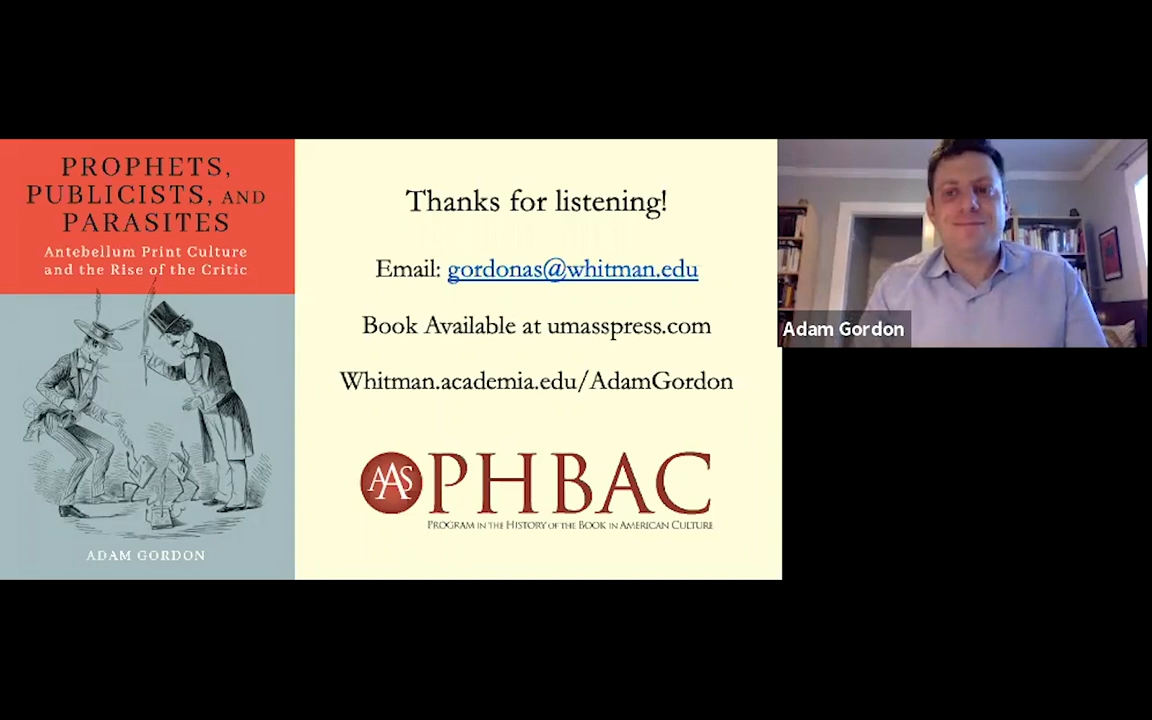 PROPHETS,
PUBLICISTS, AND
PARASITES
Antebellum Print Culture
and the Rise of the Critic
ADAM GORDON
Thanks for listening!
Email: gordonas@whitman.edu
Book Available at umasspress.com
Whitman.academia.edu/AdamGordon
AAS PHBAC
PROGRAM IN THE HISTORY OF THE BOOK IN AMERICAN CULTURE
Adam Gordon